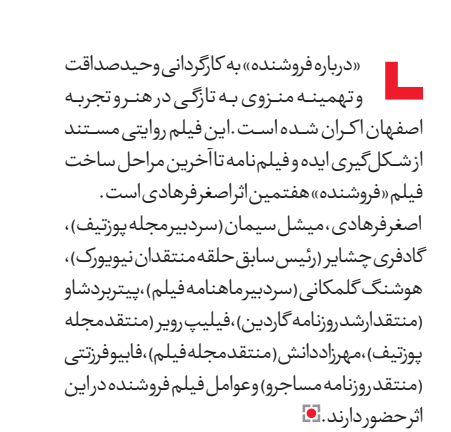 «درباره فروشنده» به کارگردانی وحید صداقت
و تهمینه منزوی به تازگی در هنر و تجربه
اصفهان اکران شده است. این فیلم روایتی مستند
از شکل‌گیری ایده و فیلم‌نامه تا آخرین مراحل ساخت
فیلم «فروشنده» هفتمین اثر اصغر فرهادی است.
اصغر فرهادی، میشل سیمان (سردبیر مجله پوزتیف)،
گادفری چشایر (رئیس سابق حلقه منتقدان نیویورک)،
هوشنگ گلمکانی (سردبیر ماهنامه فیلم)، پیتر بردشاو
(منتقد ارشد روزنامه گاردین)، فیلیپ رویر (منتقد مجله
پوزتیف)، مهرزاد دانش (منتقد مجله فیلم)، فابیو فرزتتی
(منتقد روزنامه مساجرو) و عوامل فیلم فروشنده در این
اثر حضور دارند.